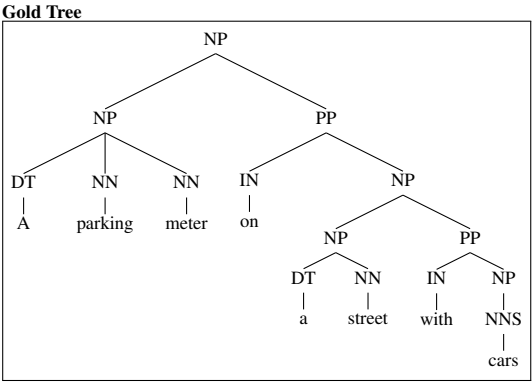 Gold Tree
NP
NP PP
DT NN NN IN NP
A parking meter on
NP PP
DT NN IN NP
a street with NNS
cars